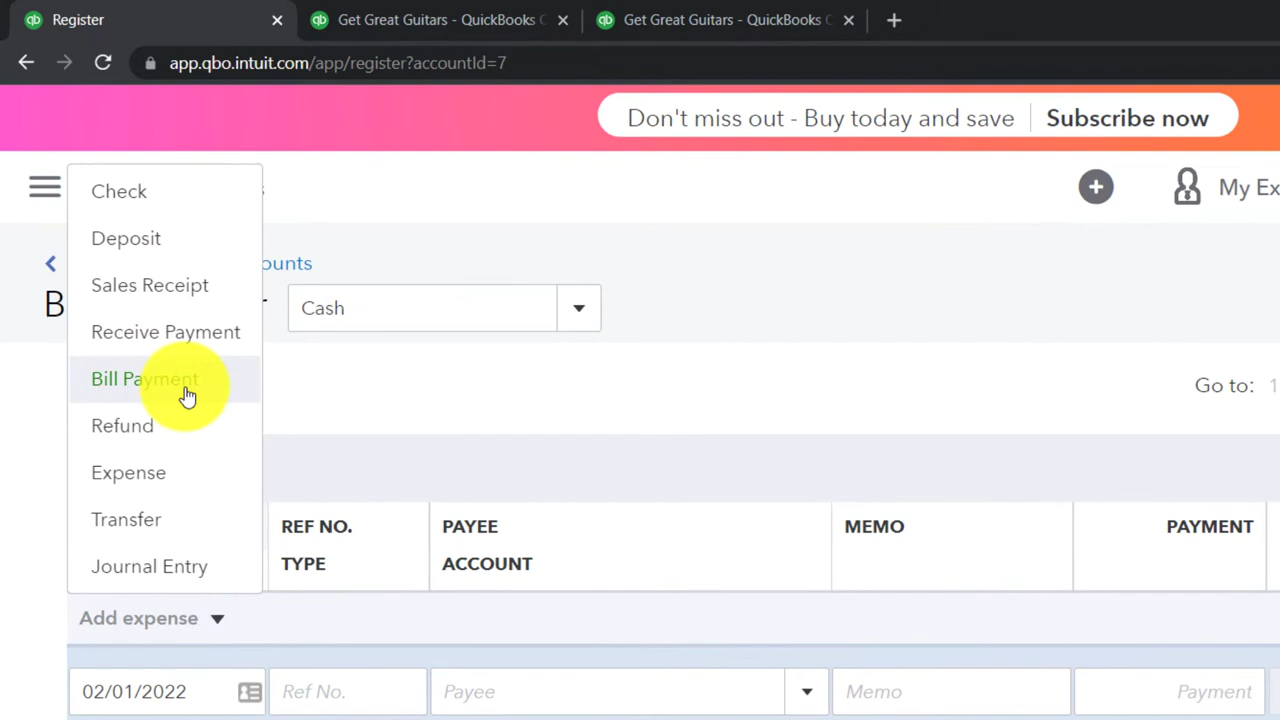 Register
Get Great Guitars - QuickBooks
Get Great Guitars - QuickBooks
app.qbo.intuit.com/app/register?accountId=7
Don't miss out - Buy today and save
Subscribe now
Check
My Ex
Deposit
ounts
Sales Receipt
B
Cash
Receive Payment
Bill Payment
Go to: 1
Refund
Expense
Transfer
REF NO.
PAYEE
MEMO
PAYMENT
Journal Entry
TYPE
ACCOUNT
Add expense
02/01/2022
Ref No.
Payee
Memo
Payment